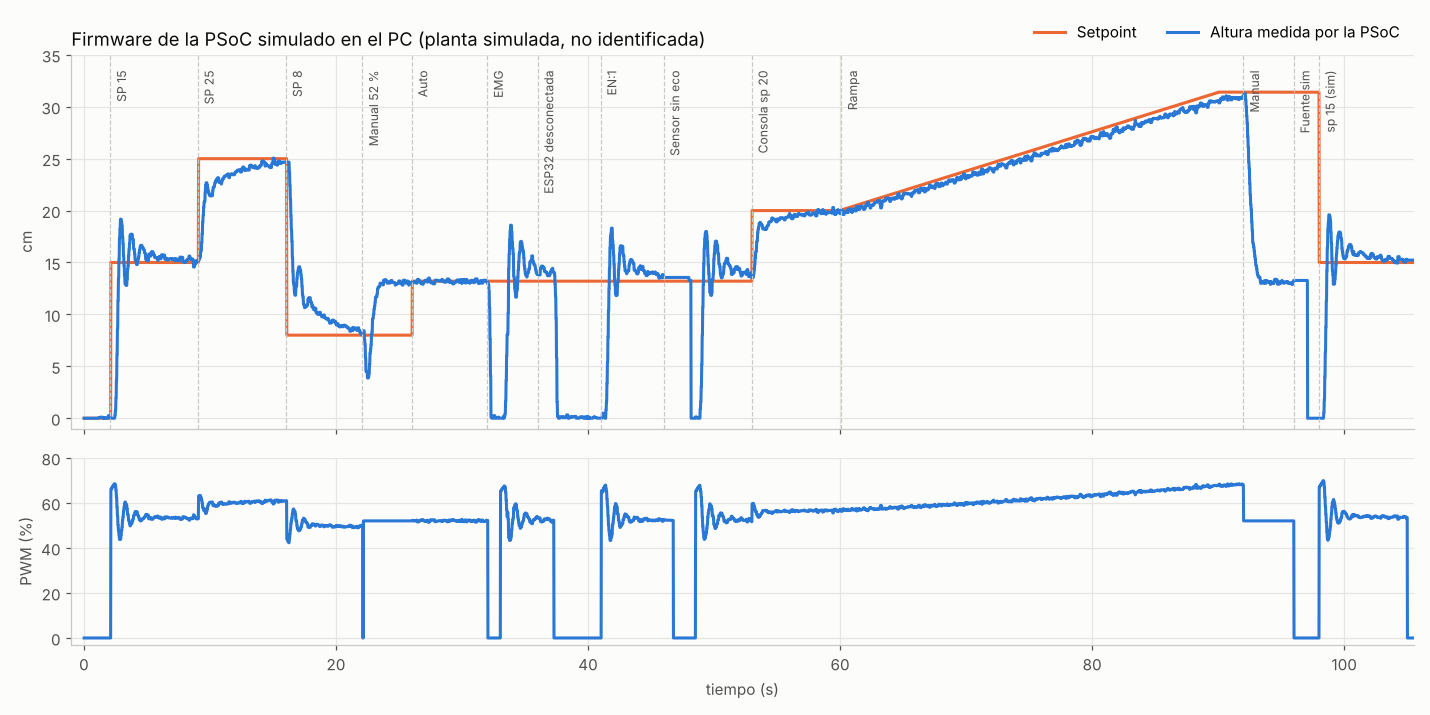 Firmware de la PSoC simulado en el PC (planta simulada, no identificada)
Setpoint
Altura medida por la PSoC
35
30
25
20
15
10
5
0
cm
SP 15
SP 25
SP 8
Manual 52 %
Auto
EMG
ESP32 desconectada
EN:1
Sensor sin eco
Consola sp 20
Rampa
Manual
Fuente sim
sp 15 (sim)
80
60
40
20
0
PWM (%)
0
20
40
60
80
100
tiempo (s)